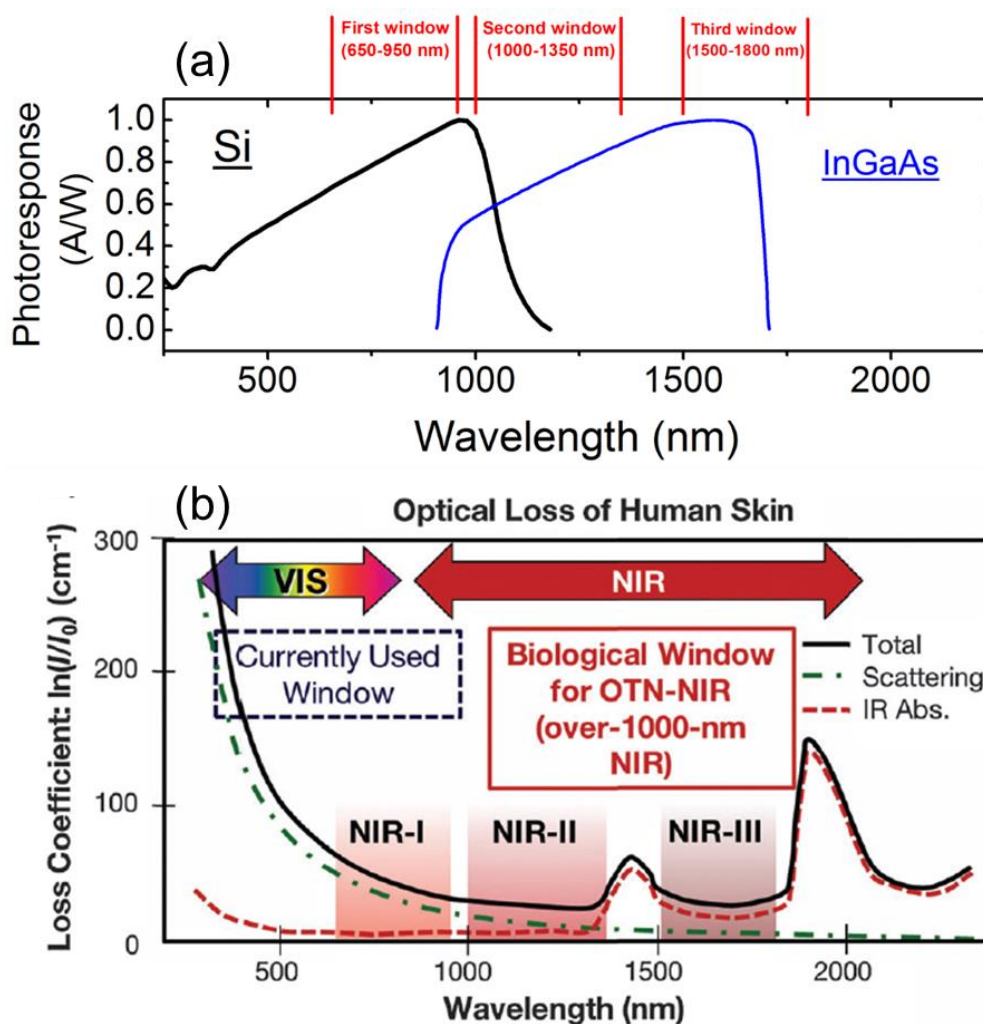 First window
(650-950 nm)
Second window
(1000-1350 nm)
Third window
(1500-1800 nm)
(a)
Si
InGaAs
Photoresponse
(A/W)
1.0
0.8
0.6
0.4
0.2
0.0
500
1000
1500
2000
Wavelength (nm)
(b)
Optical Loss of Human Skin
Loss Coefficient: ln(I/I₀) (cm⁻¹)
300
200
100
0
VIS
NIR
Currently Used
Window
Biological Window
for OTN-NIR
(over-1000-nm
NIR)
Total
Scattering
IR Abs.
NIR-I
NIR-II
NIR-III
500
1000
1500
2000
Wavelength (nm)